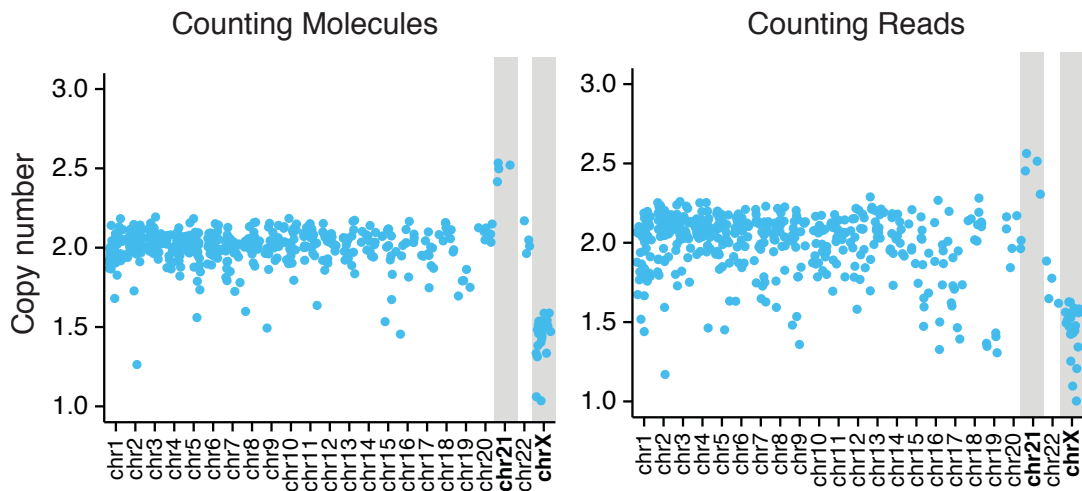 Counting Molecules
Counting Reads
Copy number
3.0
2.5
2.0
1.5
1.0
chr1
chr2
chr3
chr4
chr5
chr6
chr7
chr8
chr9
chr10
chr11
chr12
chr13
chr14
chr15
chr16
chr17
chr18
chr19
chr20
chr21
chr22
chrX
3.0
2.5
2.0
1.5
1.0
chr1
chr2
chr3
chr4
chr5
chr6
chr7
chr8
chr9
chr10
chr11
chr12
chr13
chr14
chr15
chr16
chr17
chr18
chr19
chr20
chr21
chr22
chrX